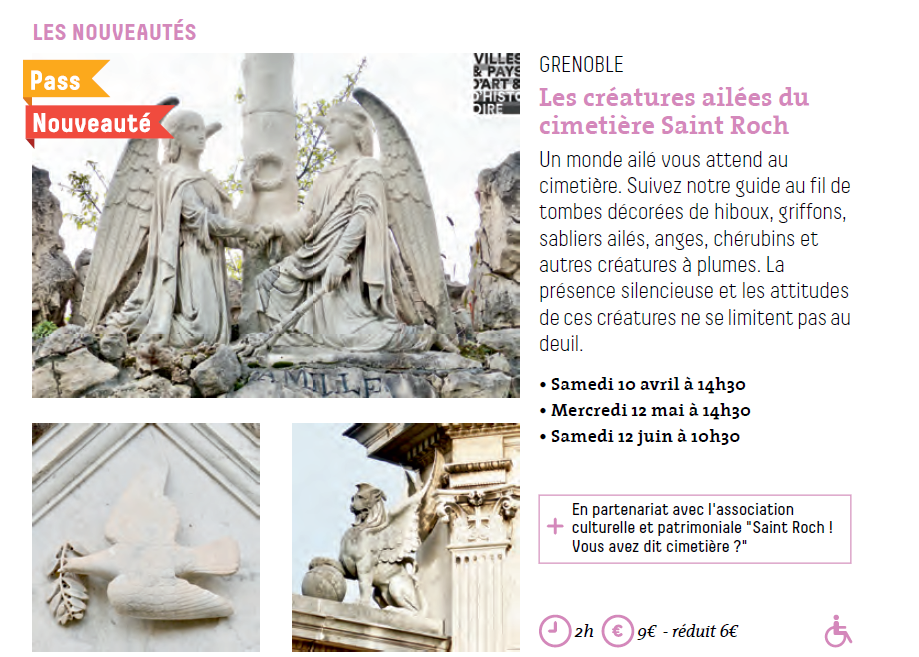 LES NOUVEAUTÉS
Pass
Nouveauté
VILLES
& PAYS
D'ART &
D'HISTO
IRE
AMILLE
GRENOBLE
Les créatures ailées du
cimetière Saint Roch
Un monde ailé vous attend au
cimetière. Suivez notre guide au fil de
tombes décorées de hiboux, griffons,
sabliers ailés, anges, chérubins et
autres créatures à plumes. La
présence silencieuse et les attitudes
de ces créatures ne se limitent pas au
deuil.
• Samedi 10 avril à 14h30
• Mercredi 12 mai à 14h30
• Samedi 12 juin à 10h30
+ En partenariat avec l'association
culturelle et patrimoniale "Saint Roch !
Vous avez dit cimetière ?"
2h € 9€ - réduit 6€